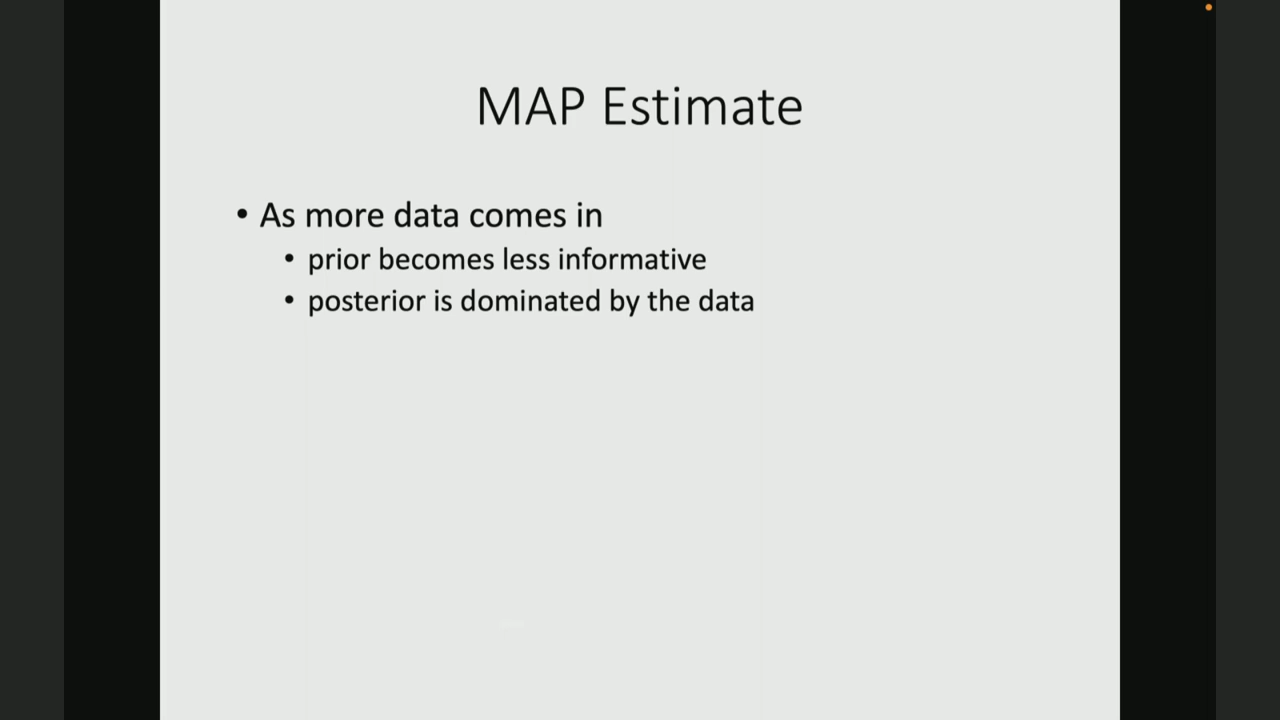 MAP Estimate
• As more data comes in
• prior becomes less informative
• posterior is dominated by the data